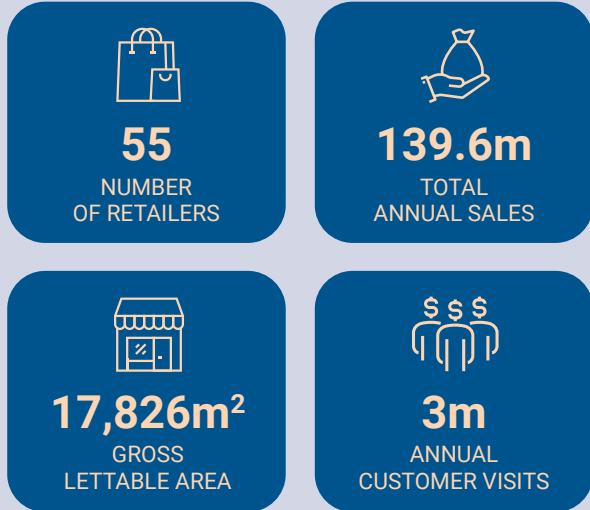 55
NUMBER
OF RETAILERS
139.6m
TOTAL
ANNUAL SALES
17,826m²
GROSS
LETTABLE AREA
$ $ $
3m
ANNUAL
CUSTOMER VISITS